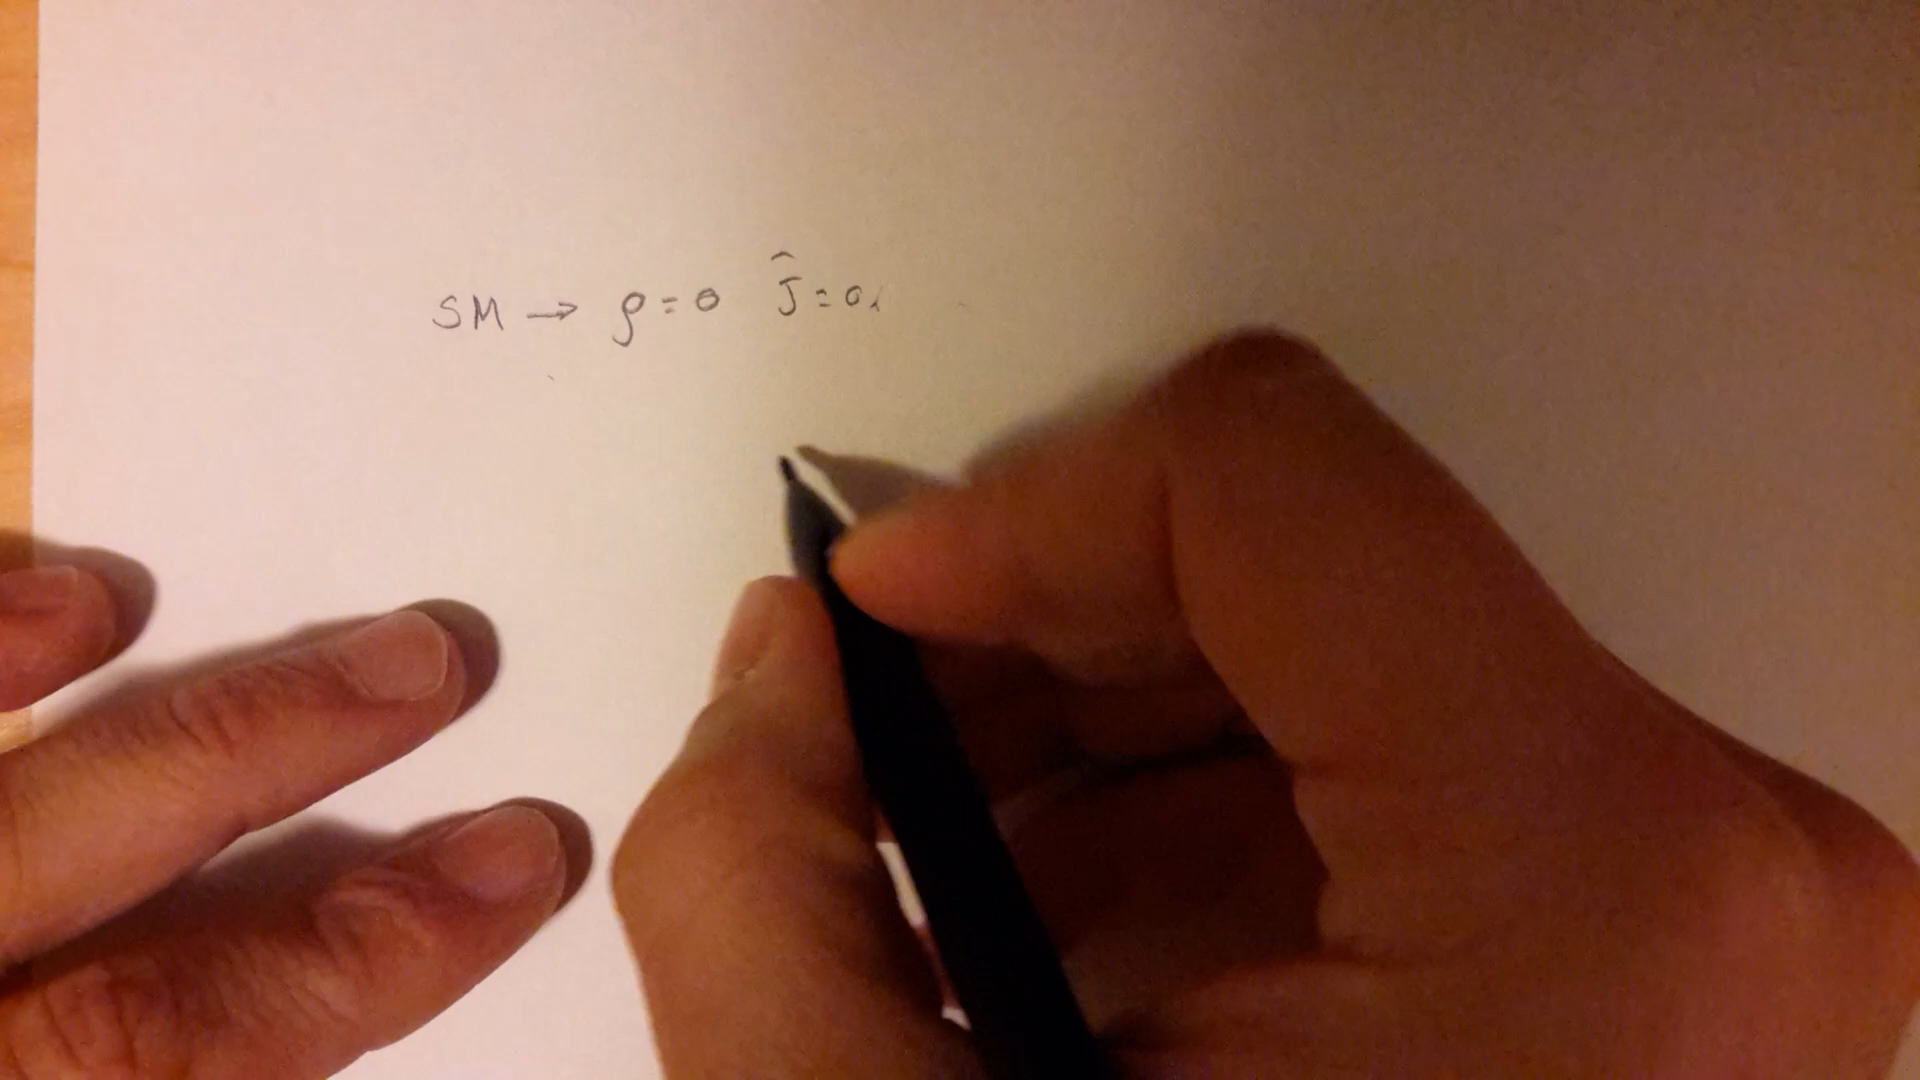 SM → ρ = 0 Ĵ = 0